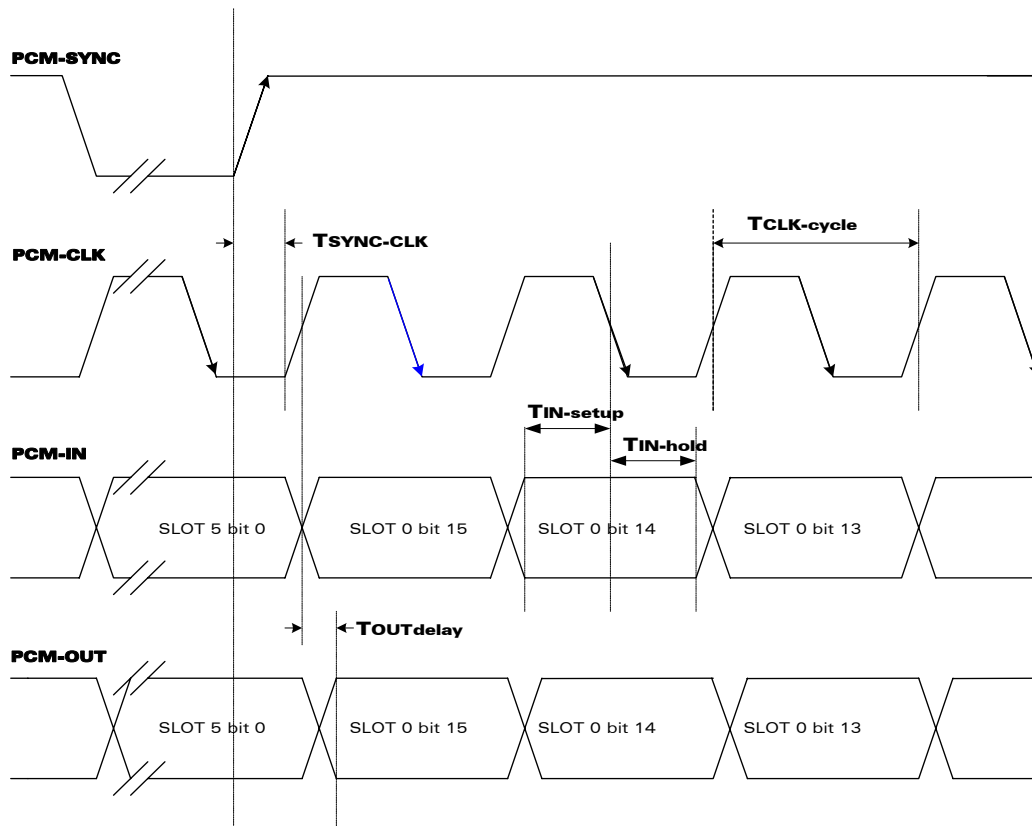 PCM-SYNC
TSYNC-CLK
TCLK-cycle
PCM-CLK
TIN-setup
TIN-hold
PCM-IN
SLOT 5 bit 0
SLOT 0 bit 15
SLOT 0 bit 14
SLOT 0 bit 13
TOUTdelay
PCM-OUT
SLOT 5 bit 0
SLOT 0 bit 15
SLOT 0 bit 14
SLOT 0 bit 13